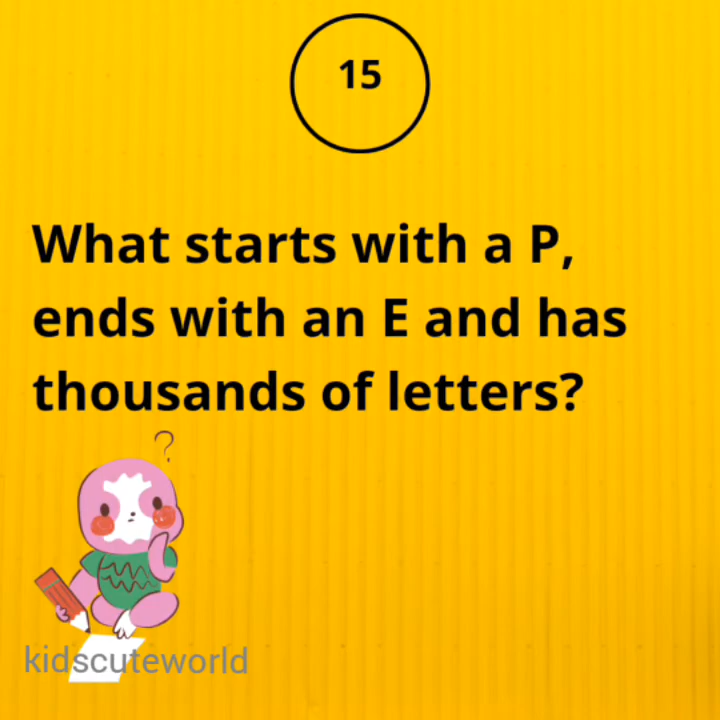 15
What starts with a P,
ends with an E and has
thousands of letters?
?
kidscuteworld